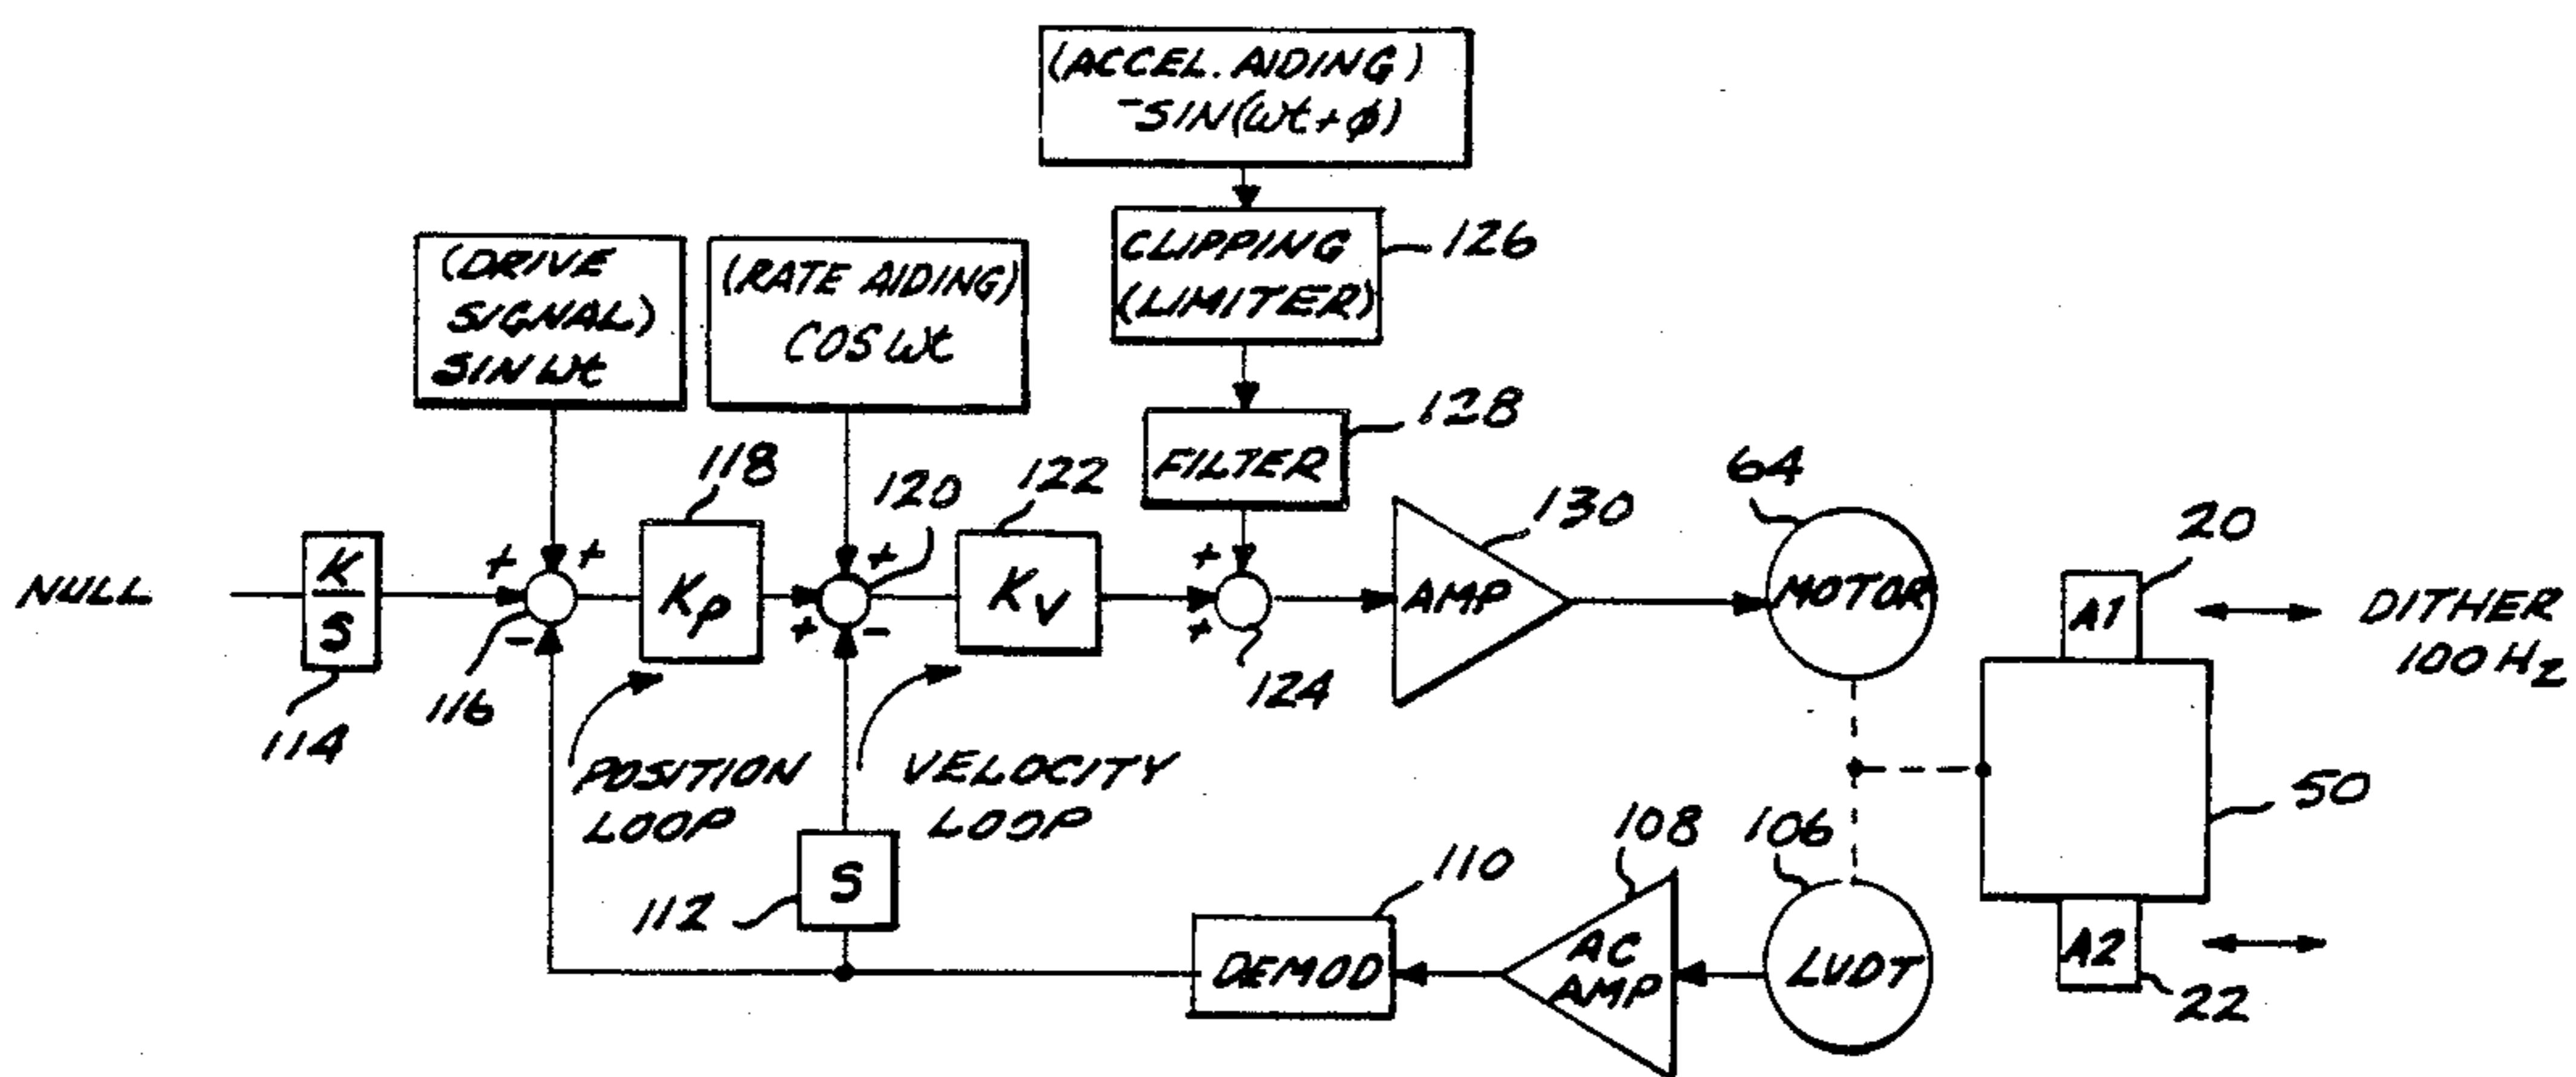 (ACCEL. AIDING)
-SIN(ωt+φ)
CLIPPING
(LIMITER)
126
(DRIVE
SIGNAL)
SIN ωt
(RATE AIDING)
COS ωt
FILTER
128
NULL
K
S
114
+
+
-
116
118
Kp
+
+
-
120
122
Kv
+
+
124
AMP
130
64
MOTOR
20
A1
DITHER
100 Hz
POSITION
LOOP
VELOCITY
LOOP
50
S
112
110
DEMOD
108
AC
AMP
106
LVDT
A2
22